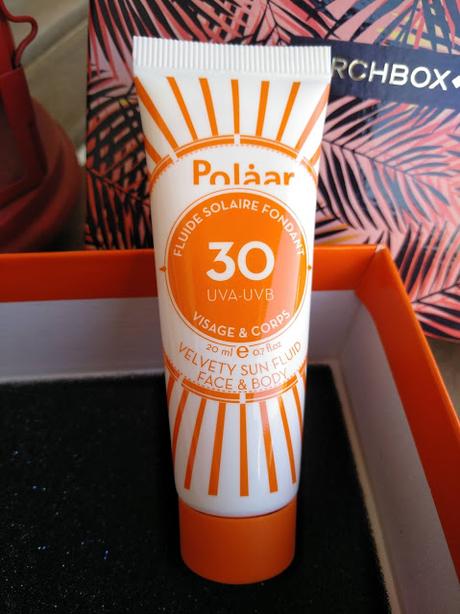 RCHBOX
Polåar
FLUIDE SOLAIRE FONDANT
30
UVA-UVB
VISAGE & CORPS
20 ml e 0.7 fl.oz
VELVETY SUN FLUID
FACE & BODY